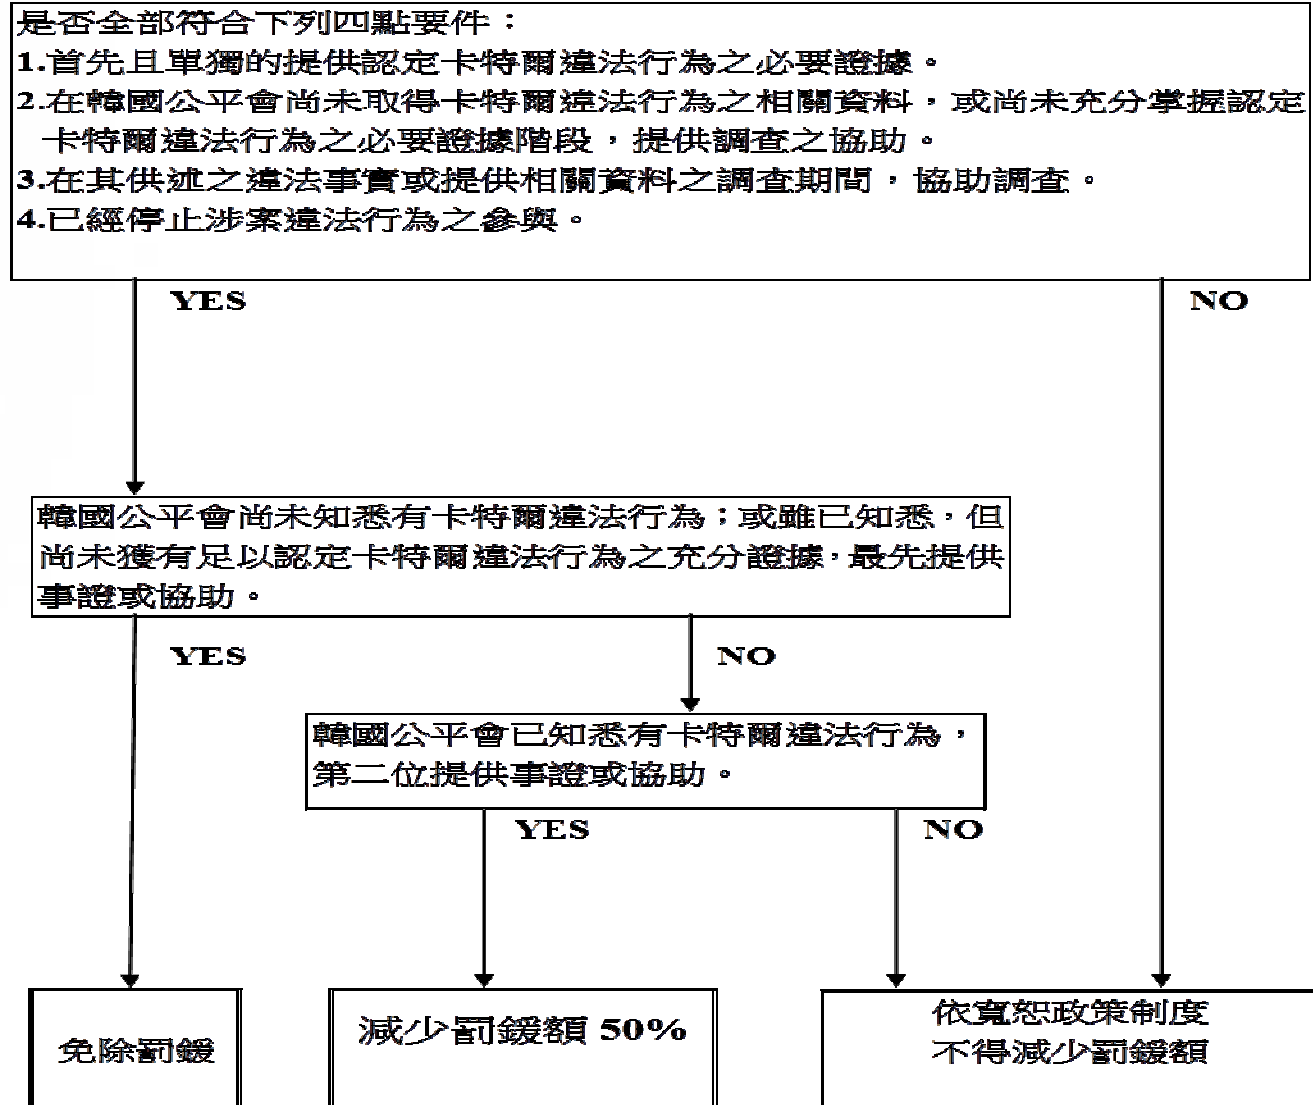 是否全部符合下列四點要件：
1.首先且單獨的提供認定卡特爾違法行為之必要證據。
2.在韓國公平會尚未取得卡特爾違法行為之相關資料，或尚未充分掌握認定
卡特爾違法行為之必要證據階段，提供調查之協助。
3.在其供述之違法事實或提供相關資料之調查期間，協助調查。
4.已經停止涉案違法行為之參與。
YES
NO
韓國公平會尚未知悉有卡特爾違法行為；或雖已知悉，但
尚未獲有足以認定卡特爾違法行為之充分證據，最先提供
事證或協助。
YES
NO
韓國公平會已知悉有卡特爾違法行為，
第二位提供事證或協助。
YES
NO
免除罰鍰
減少罰鍰額 50%
依寬恕政策制度
不得減少罰鍰額